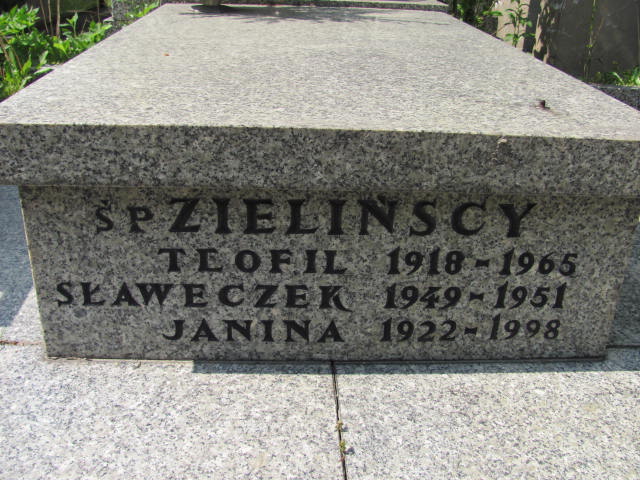 ŚP ZIELIŃSCY
TEOFIL 1918-1965
SŁAWECZEK 1949-1951
JANINA 1922-1998